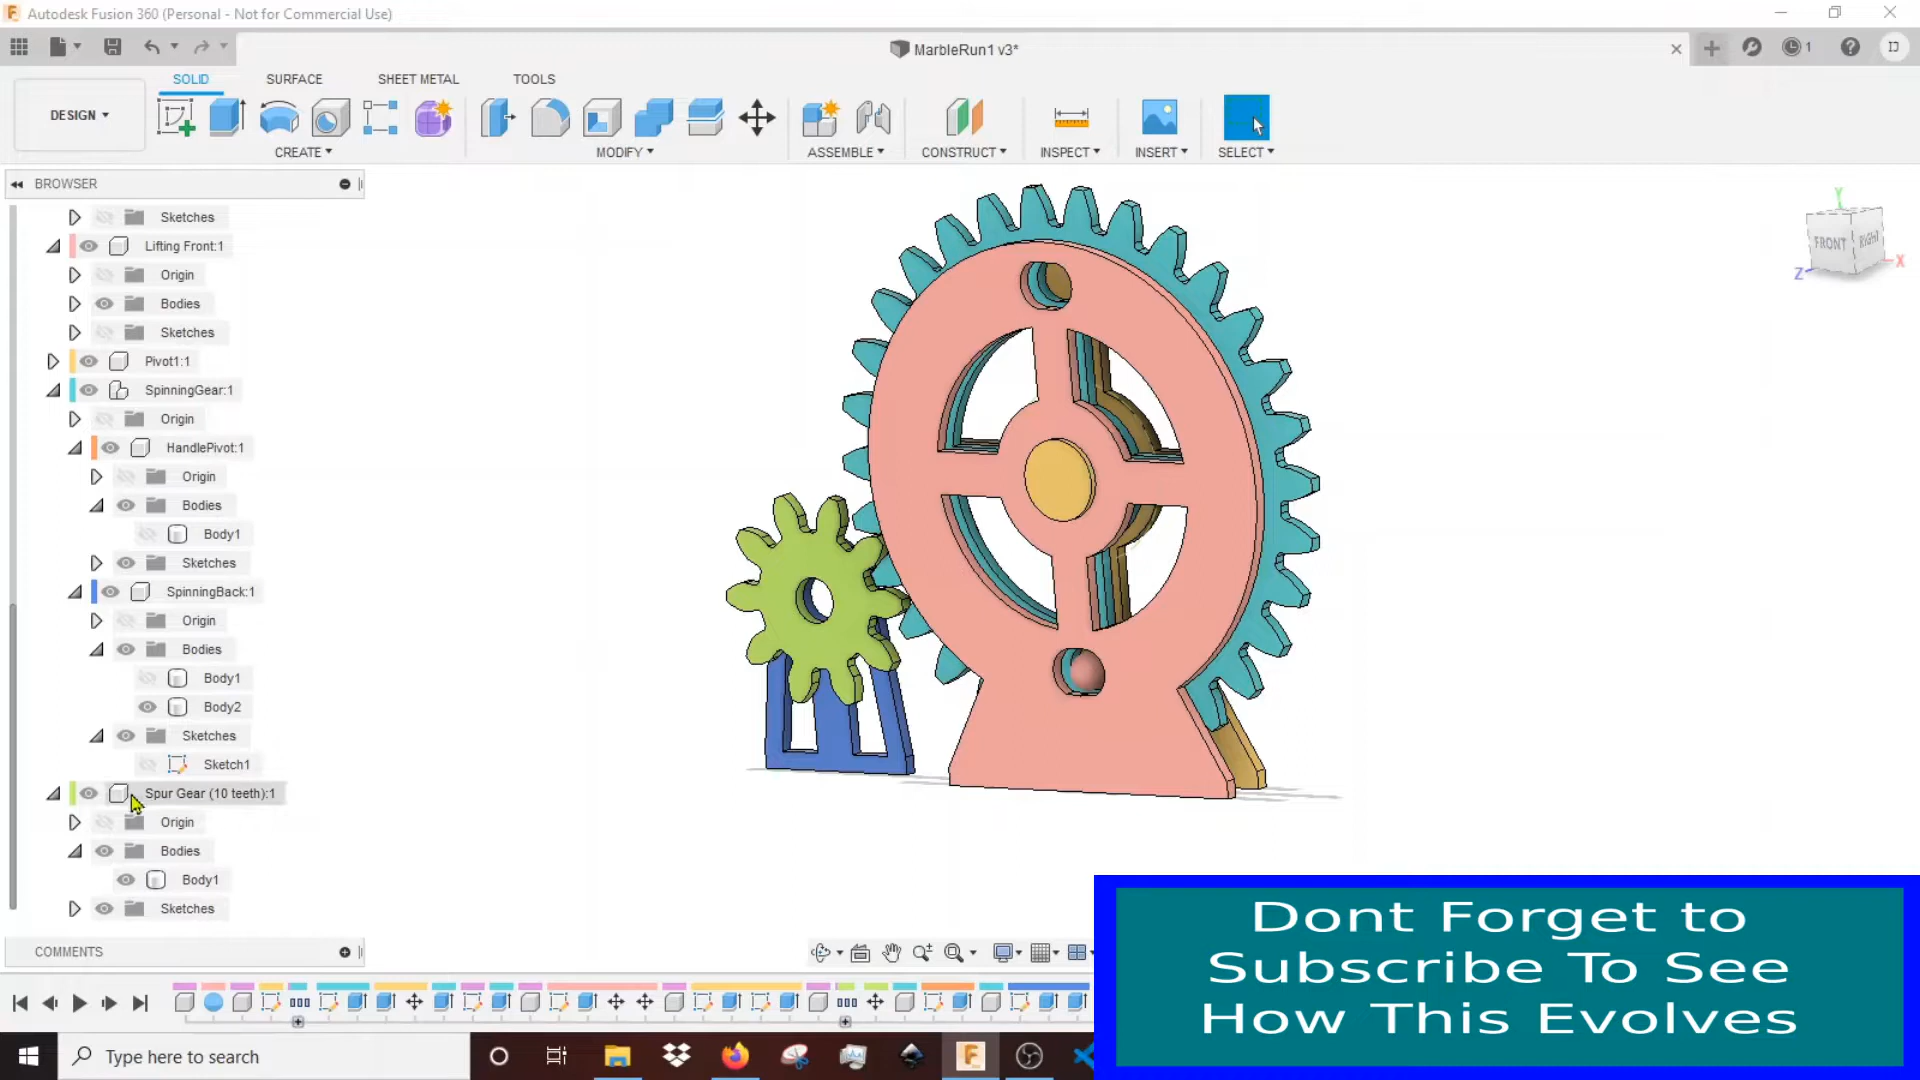 Autodesk Fusion 360 (Personal - Not for Commercial Use)
MarbleRun1 v3*
1
IJ
DESIGN
SOLID
SURFACE
SHEET METAL
TOOLS
CREATE
MODIFY
ASSEMBLE
CONSTRUCT
INSPECT
INSERT
SELECT
BROWSER
Sketches
Lifting Front:1
Origin
Bodies
Sketches
Pivot1:1
SpinningGear:1
Origin
HandlePivot:1
Origin
Bodies
Body1
Sketches
SpinningBack:1
Origin
Bodies
Body1
Body2
Sketches
Sketch1
Spur Gear (10 teeth):1
Origin
Bodies
Body1
Sketches
COMMENTS
Y
FRONT
RIGHT
Z
X
Dont Forget to
Subscribe To See
How This Evolves
Type here to search